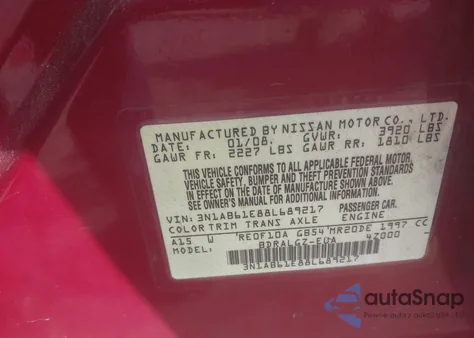 MANUFACTURED BY NISSAN MOTOR CO., LTD.
DATE: 01/08, GVWR: 3920 LBS
GAWR FR: 2227 LBS GAWR RR: 1810 LBS
THIS VEHICLE CONFORMS TO ALL APPLICABLE FEDERAL MOTOR
VEHICLE SAFETY, BUMPER, AND THEFT PREVENTION STANDARDS
IN EFFECT ON THE DATE OF MANUFACTURE SHOWN ABOVE.
SEE OWNER'S MANUAL FOR ADDITIONAL INFORMATION
VIN: 3N1AB61E88L689217 PASSENGER CAR.
COLOR TRIM TRANS AXLE ENGINE
A15 W RE0F10A GB54 MR20DE 1997 CC
BDRALGZ-EUA 4Z000
3N1AB61E88L689217
autoSnap